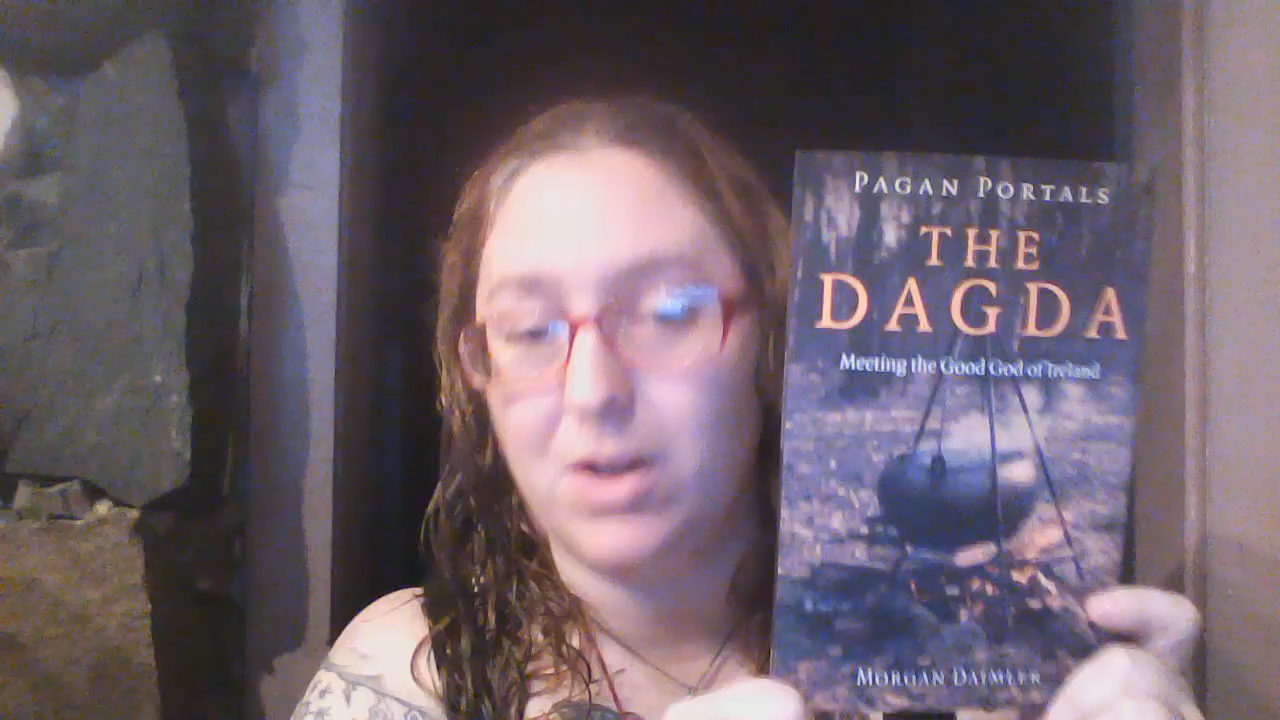 PAGAN PORTALS
THE
DAGDA
Meeting the Good God of Ireland
MORGAN DAIMLER